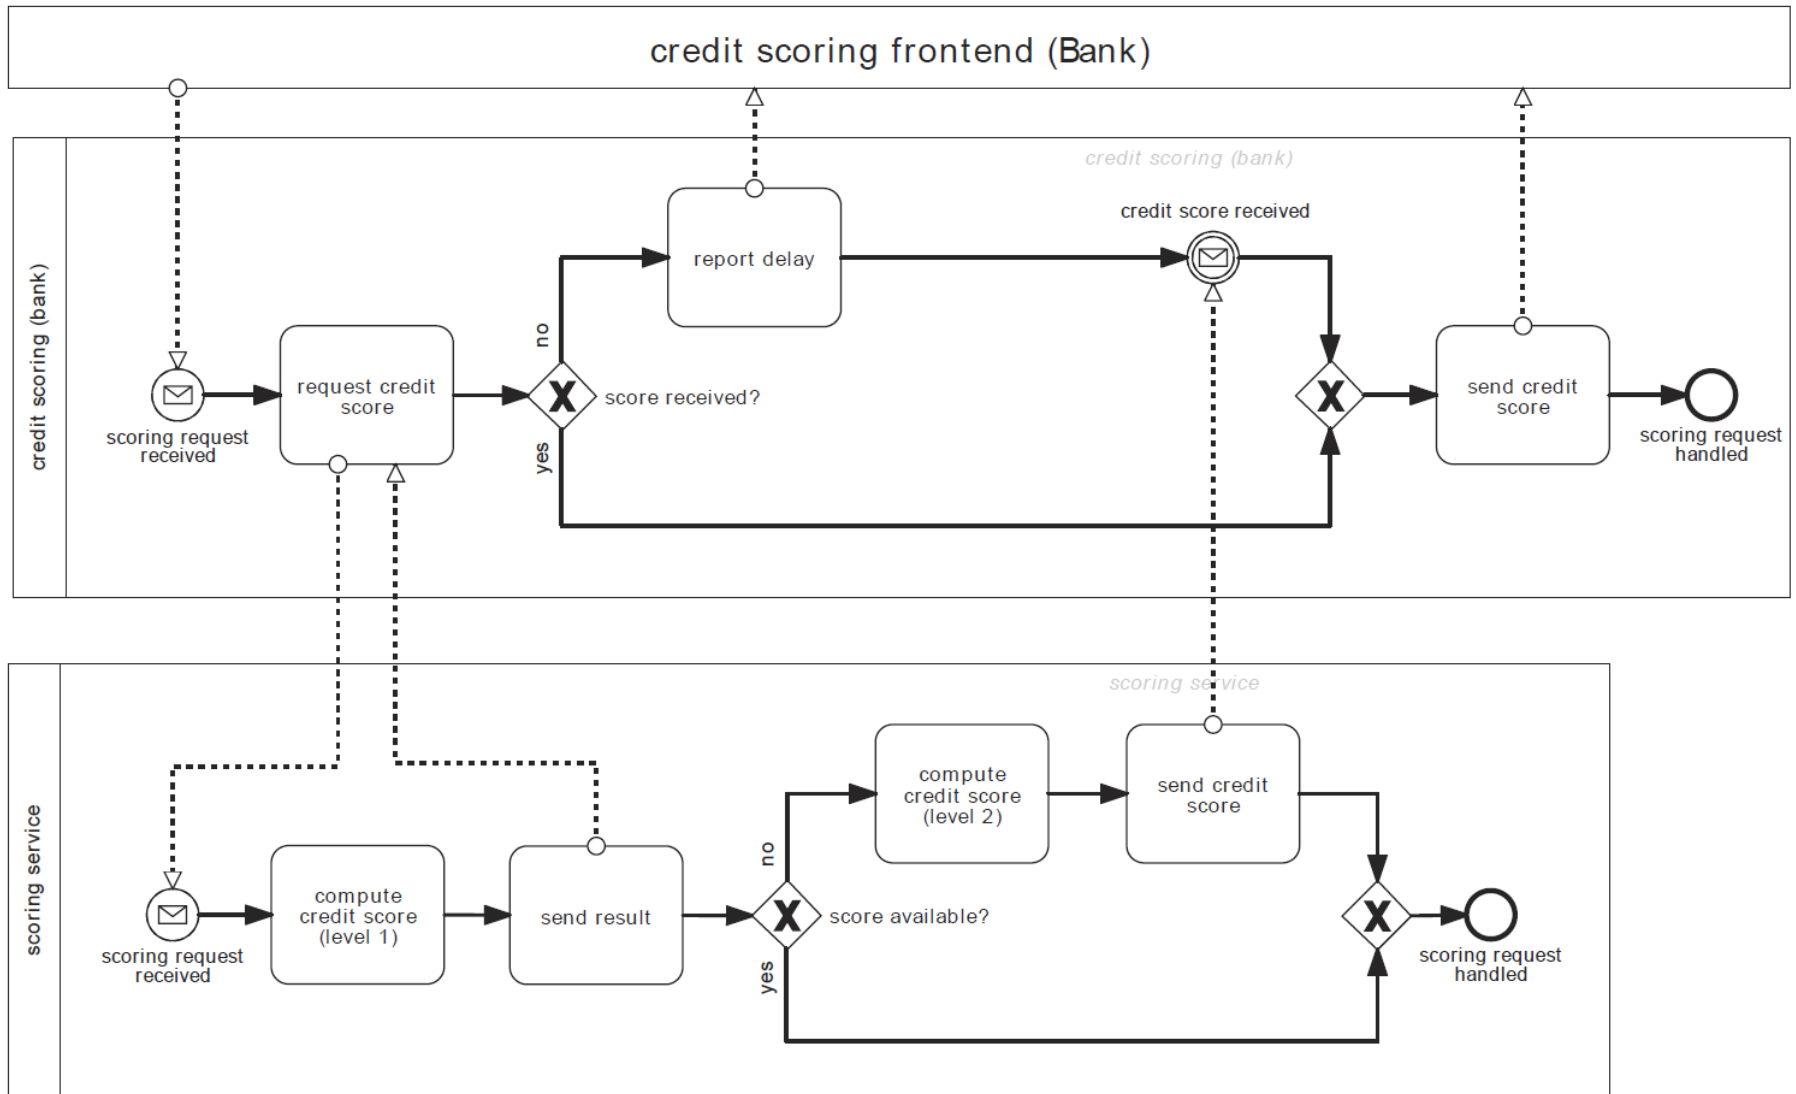 credit scoring frontend (Bank)
credit scoring (bank)
credit scoring (bank)
credit score received
report delay
no
request credit
score
score received?
send credit
score
scoring request
received
scoring request
handled
yes
scoring service
scoring service
compute
credit score
(level 2)
send credit
score
no
compute
credit score
(level 1)
send result
score available?
scoring request
received
scoring request
handled
yes